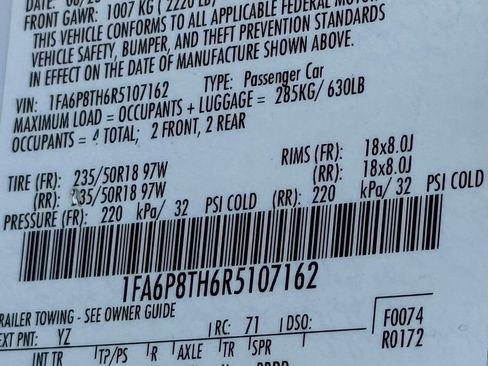 FRONT GAWR: 1007 KG (2220 LB)
THIS VEHICLE CONFORMS TO ALL APPLICABLE FEDERAL
VEHICLE SAFETY, BUMPER, AND THEFT PREVENTION STANDARDS
IN EFFECT ON THE DATE OF MANUFACTURE SHOWN ABOVE.
VIN: 1FA6P8TH6R5107162 TYPE: Passenger Car
MAXIMUM LOAD = OCCUPANTS + LUGGAGE = 285KG/ 630LB
OCCUPANTS = 4 TOTAL; 2 FRONT, 2 REAR
TIRE (FR): 235/50R18 97W RIMS (FR): 18x8.0J
(RR): 235/50R18 97W (RR): 18x8.0J
PRESSURE (FR): 220 kPa/ 32 PSI COLD (RR): 220 kPa/ 32 PSI COLD
1FA6P8TH6R5107162
RAILER TOWING - SEE OWNER GUIDE
EXT PNT: YZ RC: 71 DSO: F0074
R0172
INT TR TP/PS R AXLE TR SPR